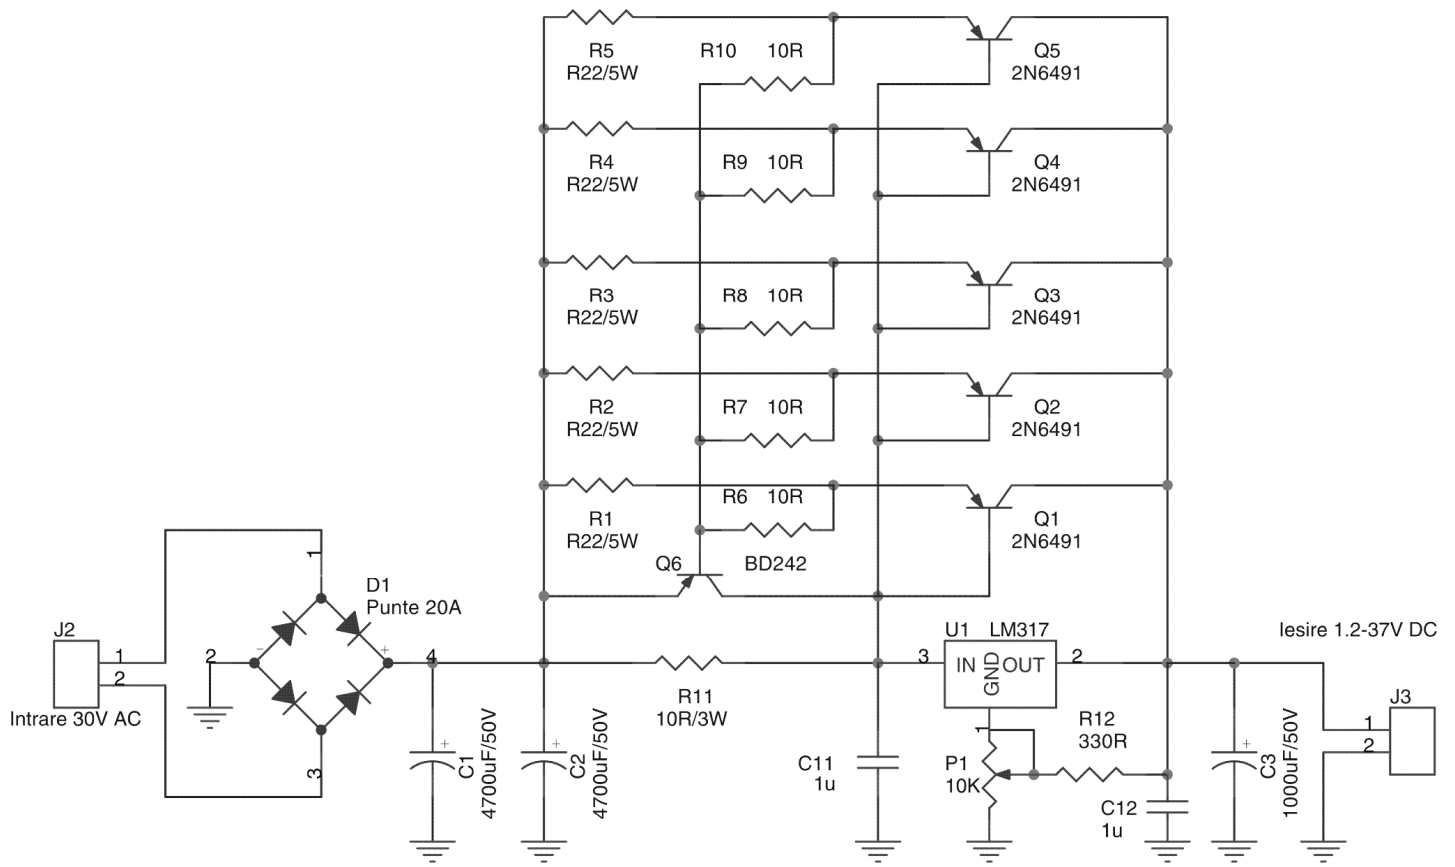 R5
R22/5W
R10 10R
Q5
2N6491
R4
R22/5W
R9 10R
Q4
2N6491
R3
R22/5W
R8 10R
Q3
2N6491
R2
R22/5W
R7 10R
Q2
2N6491
R1
R22/5W
R6 10R
Q1
2N6491
Q6 BD242
D1
Punte 20A
J2
1
2
Intrare 30V AC
1
2
3
4
-
+
R11
10R/3W
C1
4700uF/50V
+
C2
4700uF/50V
+
C11
1u
U1 LM317
3 IN GND OUT 2
1
P1
10K
R12
330R
C12
1u
C3
1000uF/50V
+
Iesire 1.2-37V DC
J3
1
2